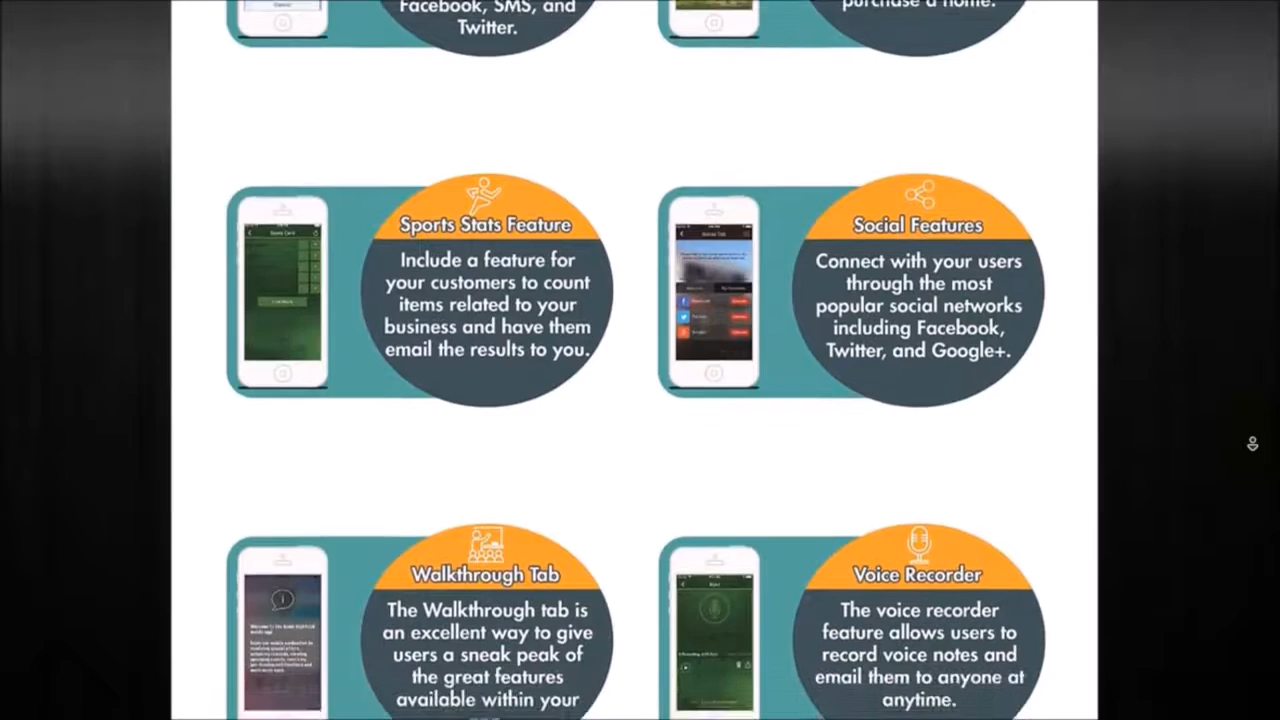 Facebook, SMS, and
Twitter.
purchase a home.
Sports Stats Feature
Include a feature for
your customers to count
items related to your
business and have them
email the results to you.
Social Features
Connect with your users
through the most
popular social networks
including Facebook,
Twitter, and Google+.
Walkthrough Tab
The Walkthrough tab is
an excellent way to give
users a sneak peak of
the great features
available within your
Voice Recorder
The voice recorder
feature allows users to
record voice notes and
email them to anyone at
anytime.